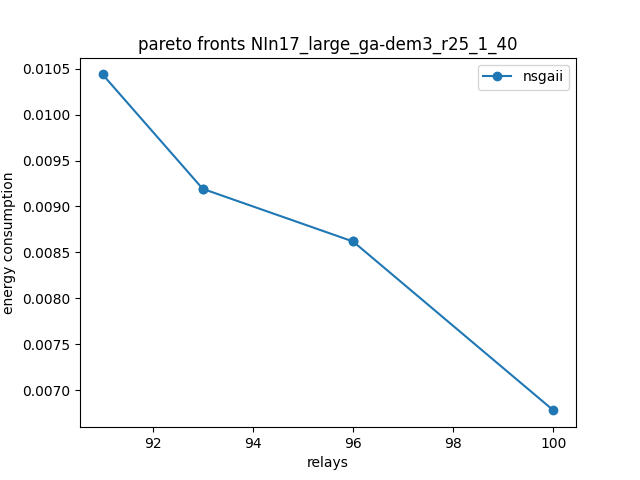 pareto fronts NIn17_large_ga-dem3_r25_1_40
nsgaii
0.0105
0.0100
0.0095
0.0090
0.0085
0.0080
0.0075
0.0070
energy consumption
92 94 96 98 100
relays